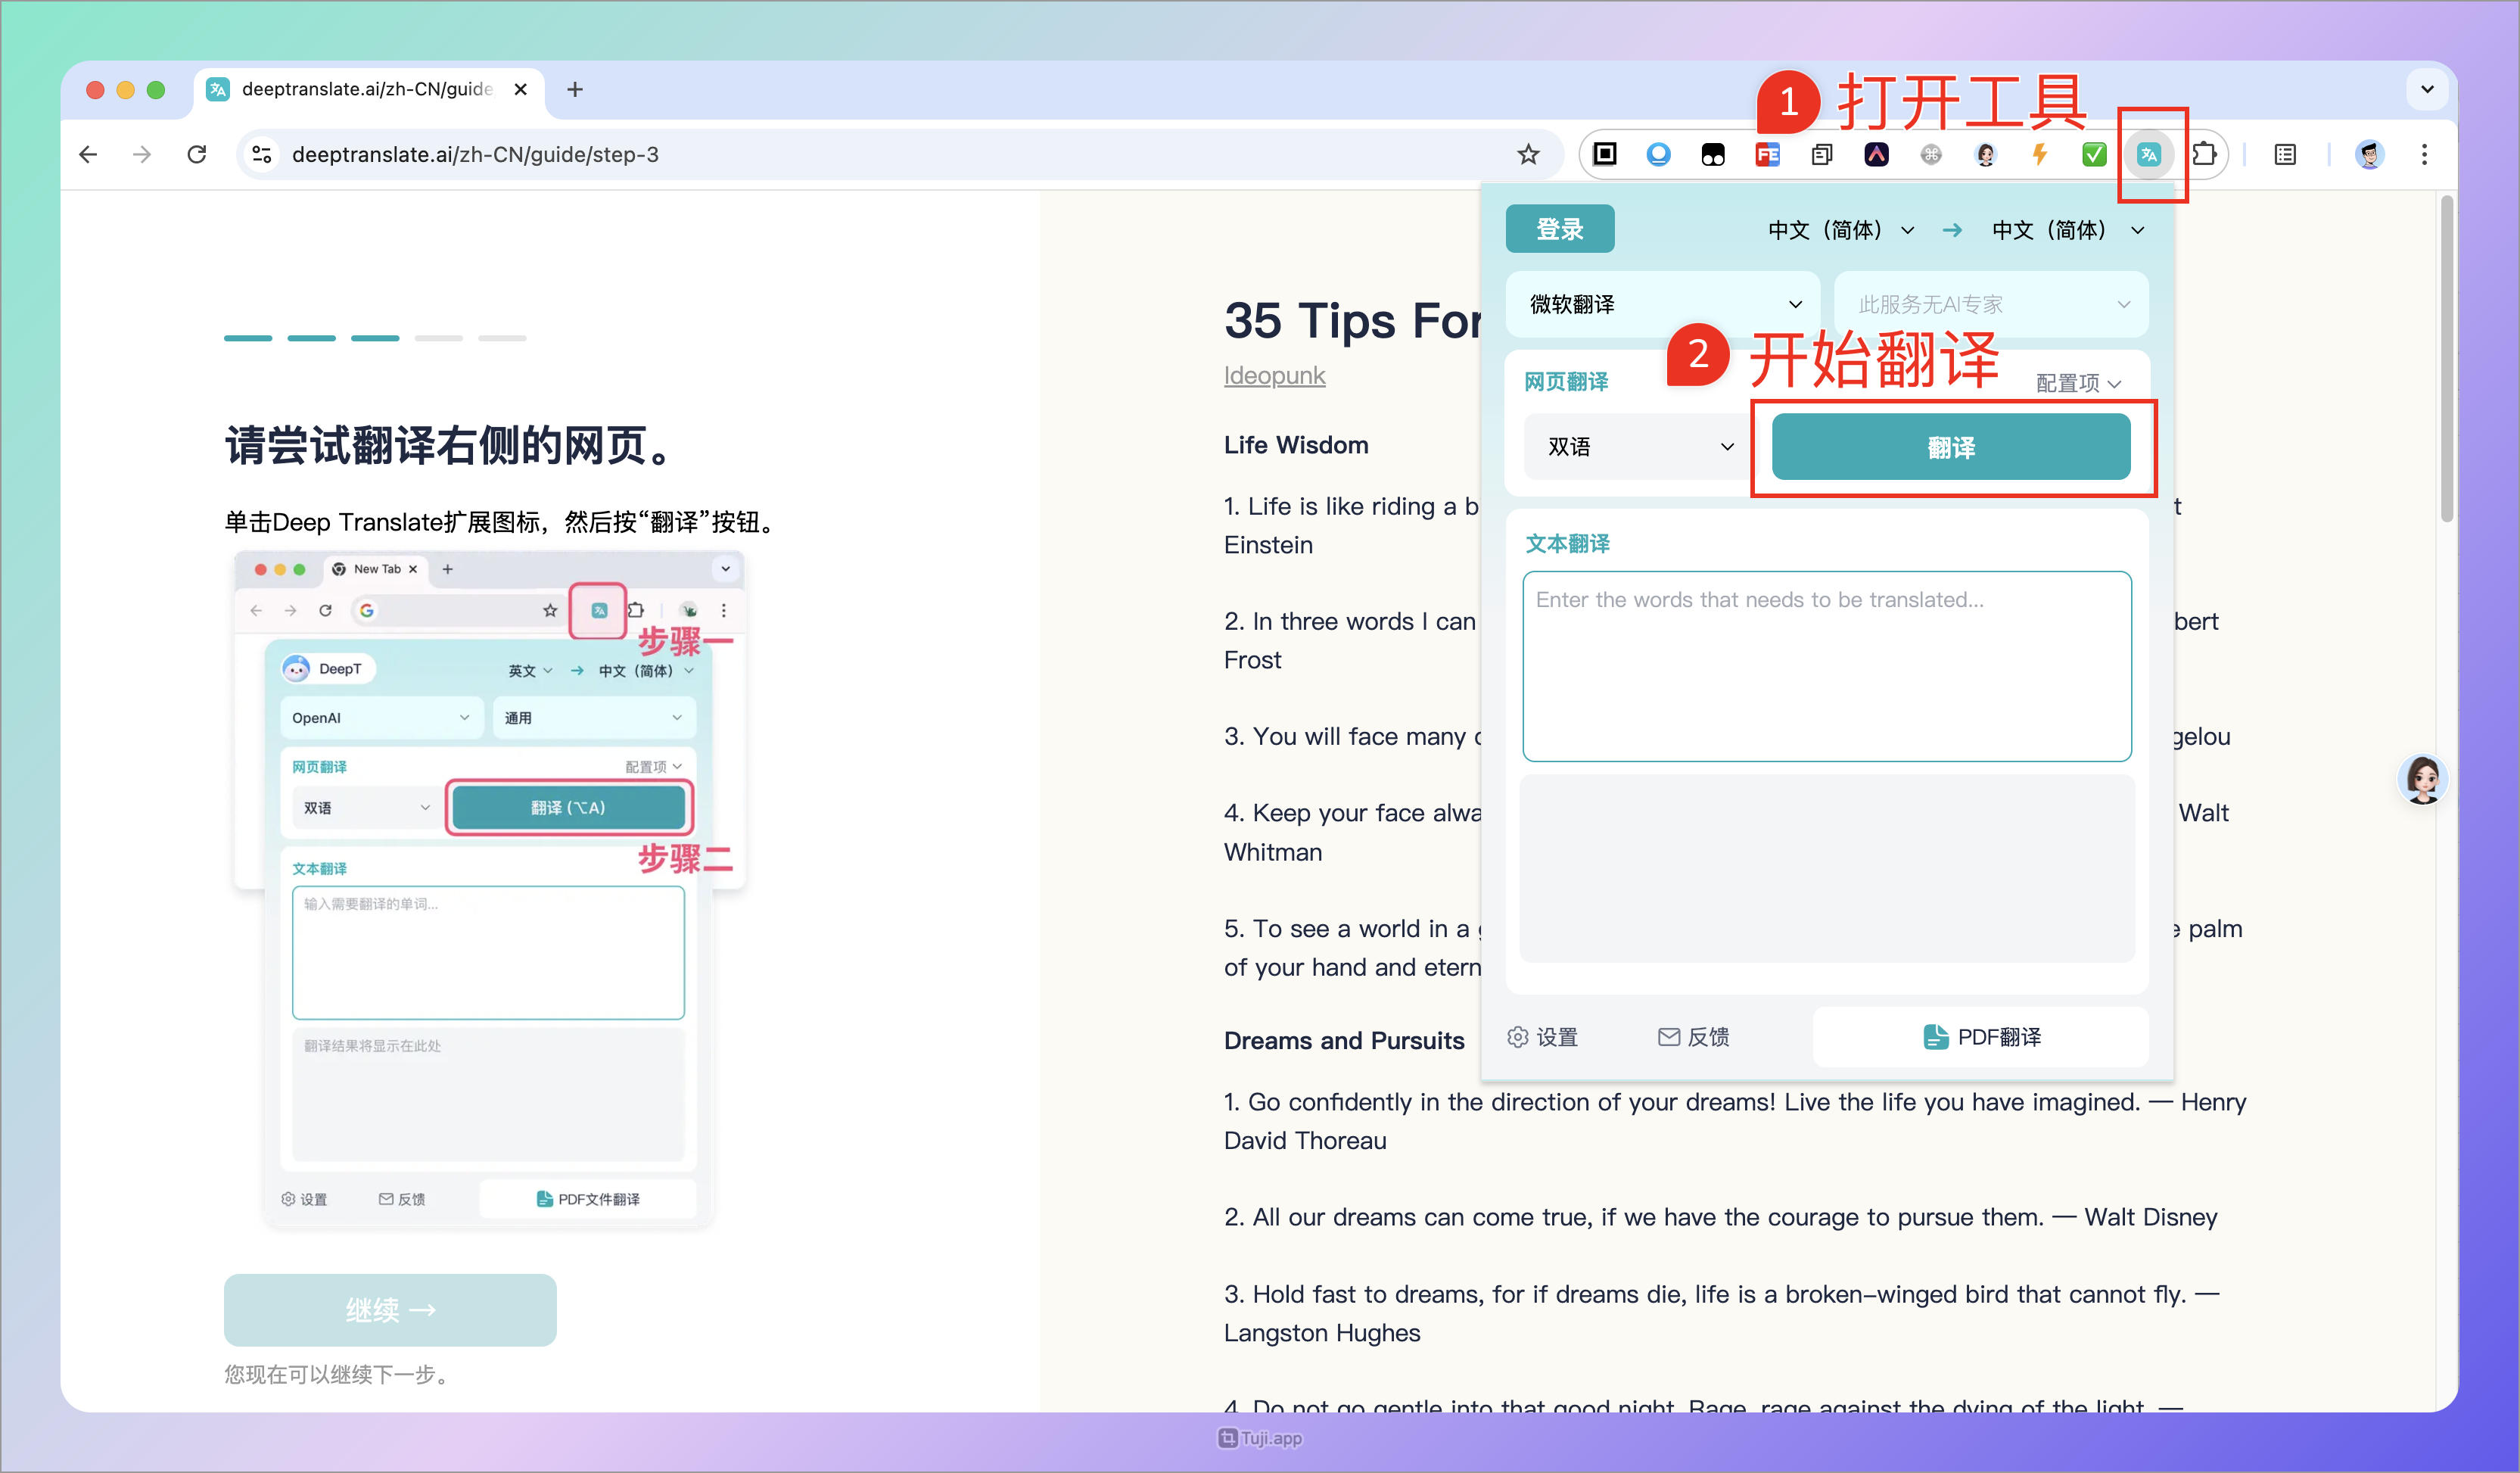 deeptranslate.ai/zh-CN/guide
1 打开工具
deeptranslate.ai/zh-CN/guide/step-3
FE
请尝试翻译右侧的网页。
单击Deep Translate扩展图标，然后按“翻译”按钮。
New Tab
步骤一
DeepT
英文
中文（简体）
OpenAI
通用
网页翻译
配置项
双语
翻译 (⌥A)
步骤二
文本翻译
输入需要翻译的单词...
翻译结果将显示在此处
设置
反馈
PDF文件翻译
继续 →
您现在可以继续下一步。
35 Tips For
Ideopunk
Life Wisdom
1. Life is like riding a b
t
Einstein
2. In three words I can
bert
Frost
3. You will face many
gelou
4. Keep your face alwa
Walt
Whitman
5. To see a world in a
palm
of your hand and etern
Dreams and Pursuits
1. Go confidently in the direction of your dreams! Live the life you have imagined. — Henry
David Thoreau
2. All our dreams can come true, if we have the courage to pursue them. — Walt Disney
3. Hold fast to dreams, for if dreams die, life is a broken-winged bird that cannot fly. —
Langston Hughes
4. Do not go gentle into that good night. Rage, rage against the dying of the light. —
登录
中文（简体）
→
中文（简体）
微软翻译
此服务无AI专家
2 开始翻译
网页翻译
配置项
双语
翻译
文本翻译
Enter the words that needs to be translated...
设置
反馈
PDF翻译
Tuji.app